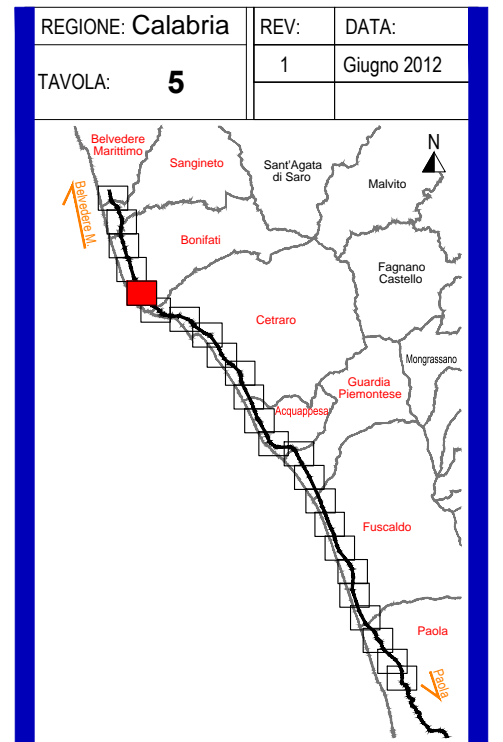 REGIONE: Calabria
REV:
DATA:
TAVOLA: 5
1
Giugno 2012
Belvedere
Marittimo
Sangineto
Sant'Agata
di Saro
N
Malvito
Belvedere M.
Bonifati
Fagnano
Castello
Cetraro
Mongrassano
Guardia
Piemontese
Acquappesa
Fuscaldo
Paola
Paola